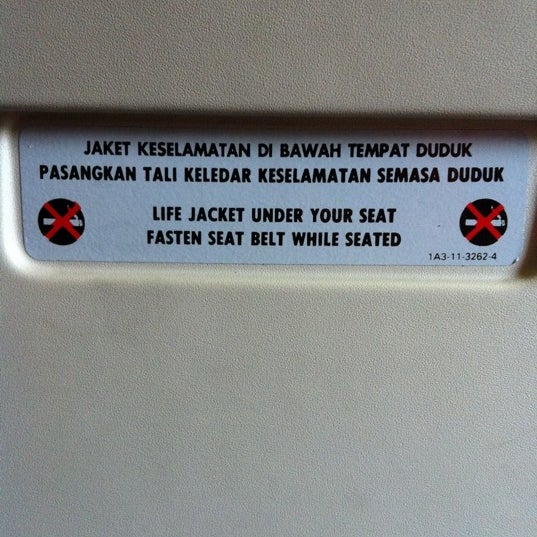 JAKET KESELAMATAN DI BAWAH TEMPAT DUDUK
PASANGKAN TALI KELEDAR KESELAMATAN SEMASA DUDUK
LIFE JACKET UNDER YOUR SEAT
FASTEN SEAT BELT WHILE SEATED
1A3-11-3262-4